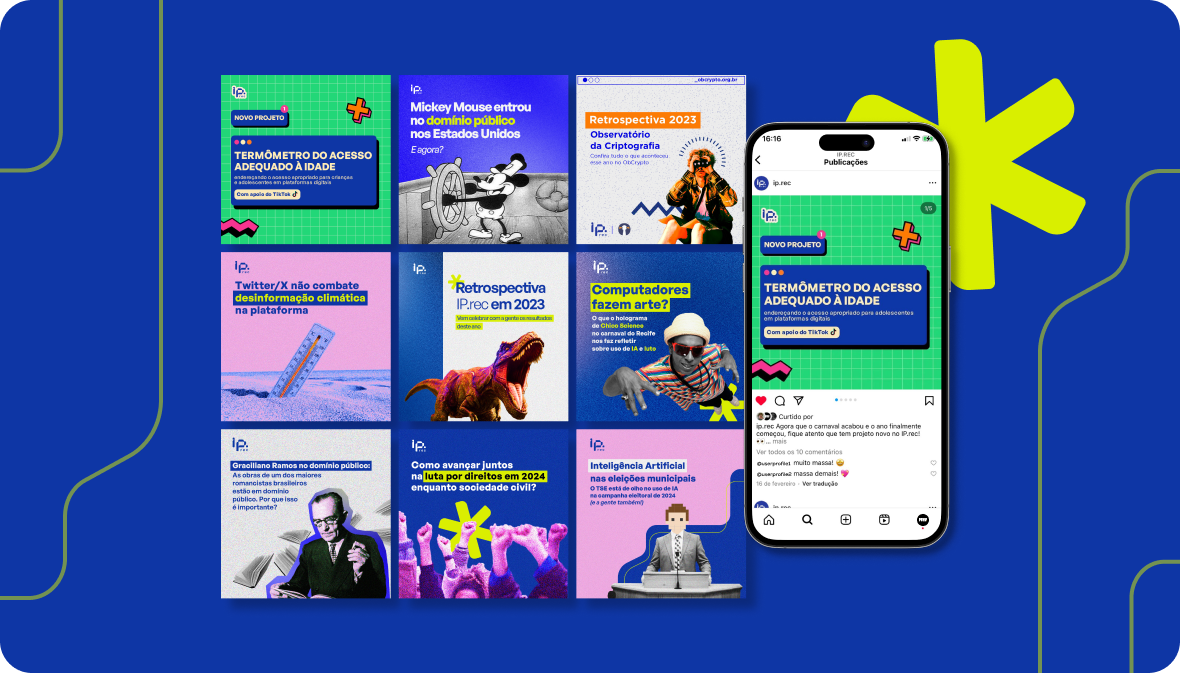 ip.
rec
NOVO PROJETO
1
TERMÔMETRO DO ACESSO
ADEQUADO À IDADE
endereçando o acesso apropriado para crianças
e adolescentes em plataformas digitais
Com apoio do TikTok
ip.
rec
Mickey Mouse entrou
no domínio público
nos Estados Unidos
E agora?
_obcrypto.org.br
Retrospectiva 2023
Observatório
da Criptografia
Confira tudo o que aconteceu
esse ano no ObCrypto
ip.
rec
ip.
rec
Twitter/X não combate
desinformação climática
na plataforma
ip.
rec
Retrospectiva
IP.rec em 2023
Vem celebrar com a gente os resultados
deste ano
ip.
rec
Computadores
fazem arte?
O que o holograma
de Chico Science
no carnaval do Recife
nos faz refletir
sobre uso de IA e luto
ip.
rec
Graciliano Ramos no domínio público:
As obras de um dos maiores
romancistas brasileiros
estão em domínio
público. Por que isso
é importante?
ip.
rec
Como avançar juntos
na luta por direitos em 2024
enquanto sociedade civil?
ip.
rec
Inteligência Artificial
nas eleições municipais
O TSE está de olho no uso de IA
na campanha eleitoral de 2024
(e a gente também!)
16:16
IP.REC
Publicações
ip.
ip.rec
1/5
ip.
rec
NOVO PROJETO
1
TERMÔMETRO DO ACESSO
ADEQUADO À IDADE
endereçando o acesso apropriado para adolescentes
em plataformas digitais
Com apoio do TikTok
Curtido por
ip.rec Agora que o carnaval acabou e o ano finalmente
começou, fique atento que tem projeto novo no IP.rec!
👀... mais
Ver todos os 10 comentários
@userprofile1 muito massa! 🤩
@userprofile2 massa demais! 💖
16 de fevereiro · Ver tradução
ip.rec